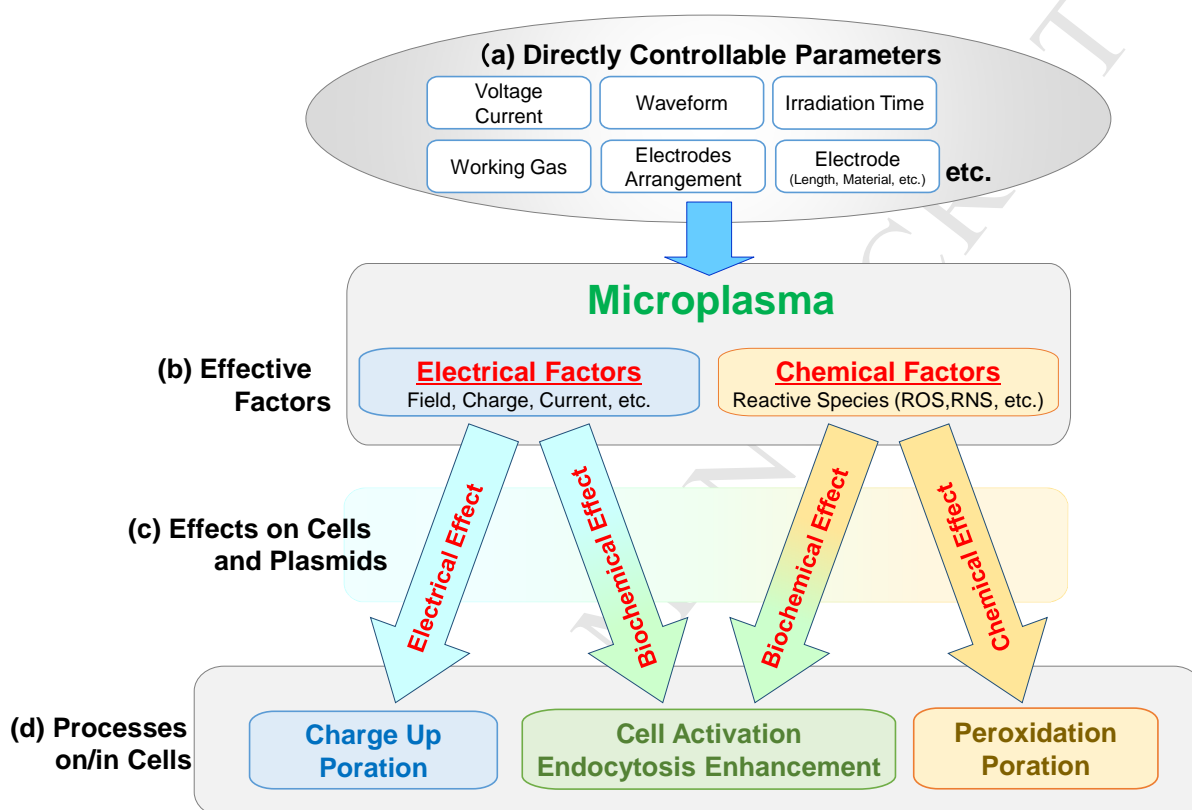 (a) Directly Controllable Parameters
Voltage
Current
Waveform
Irradiation Time
Working Gas
Electrodes
Arrangement
Electrode
(Length, Material, etc.)
etc.
Microplasma
(b) Effective
Factors
Electrical Factors
Field, Charge, Current, etc.
Chemical Factors
Reactive Species (ROS,RNS, etc.)
(c) Effects on Cells
and Plasmids
Electrical Effect
Biochemical Effect
Biochemical Effect
Chemical Effect
(d) Processes
on/in Cells
Charge Up
Poration
Cell Activation
Endocytosis Enhancement
Peroxidation
Poration